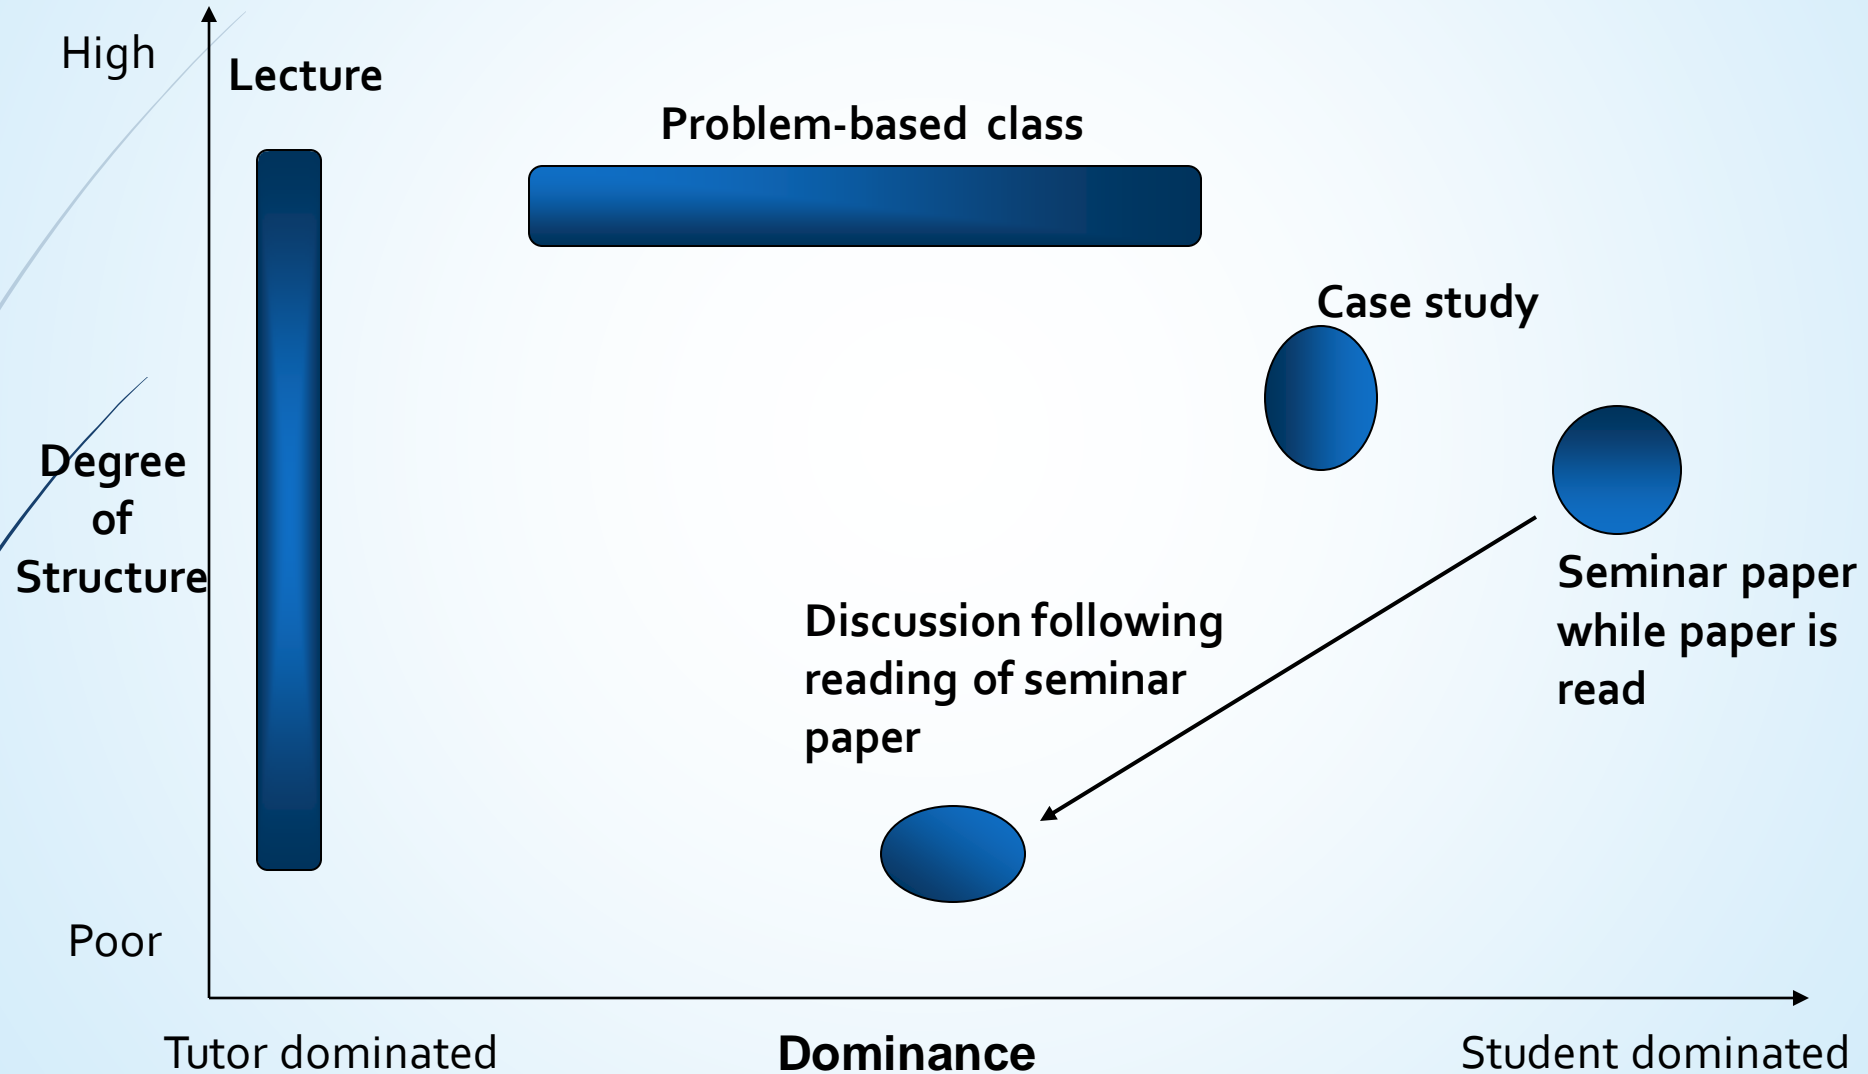 High
Lecture
Problem-based class
Case study
Degree
of
Structure
Seminar paper
while paper is
read
Discussion following
reading of seminar
paper
Poor
Tutor dominated
Dominance
Student dominated